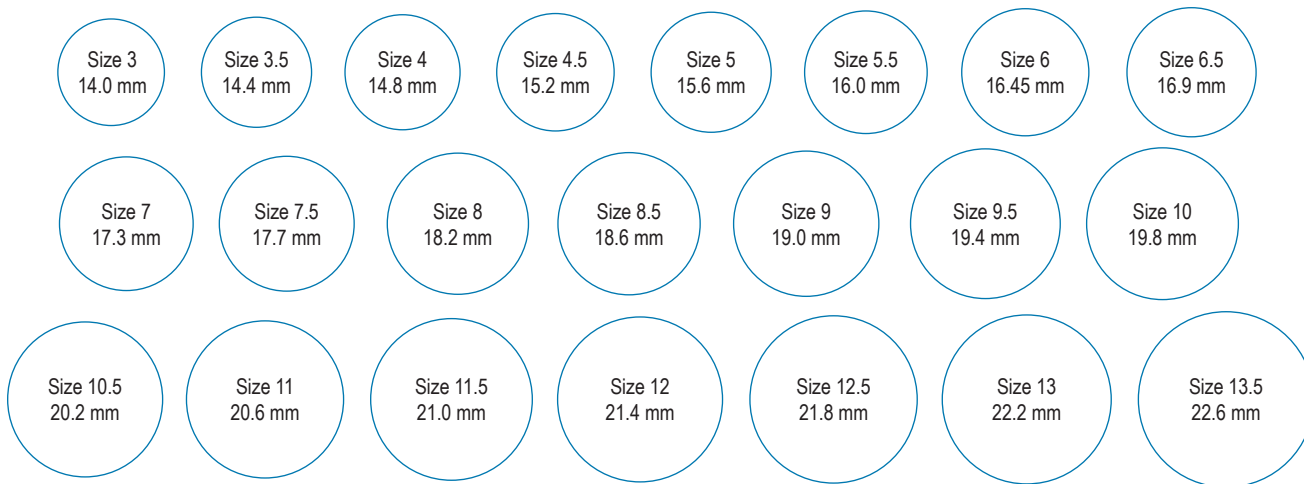 Size 3
14.0 mm
Size 3.5
14.4 mm
Size 4
14.8 mm
Size 4.5
15.2 mm
Size 5
15.6 mm
Size 5.5
16.0 mm
Size 6
16.45 mm
Size 6.5
16.9 mm
Size 7
17.3 mm
Size 7.5
17.7 mm
Size 8
18.2 mm
Size 8.5
18.6 mm
Size 9
19.0 mm
Size 9.5
19.4 mm
Size 10
19.8 mm
Size 10.5
20.2 mm
Size 11
20.6 mm
Size 11.5
21.0 mm
Size 12
21.4 mm
Size 12.5
21.8 mm
Size 13
22.2 mm
Size 13.5
22.6 mm